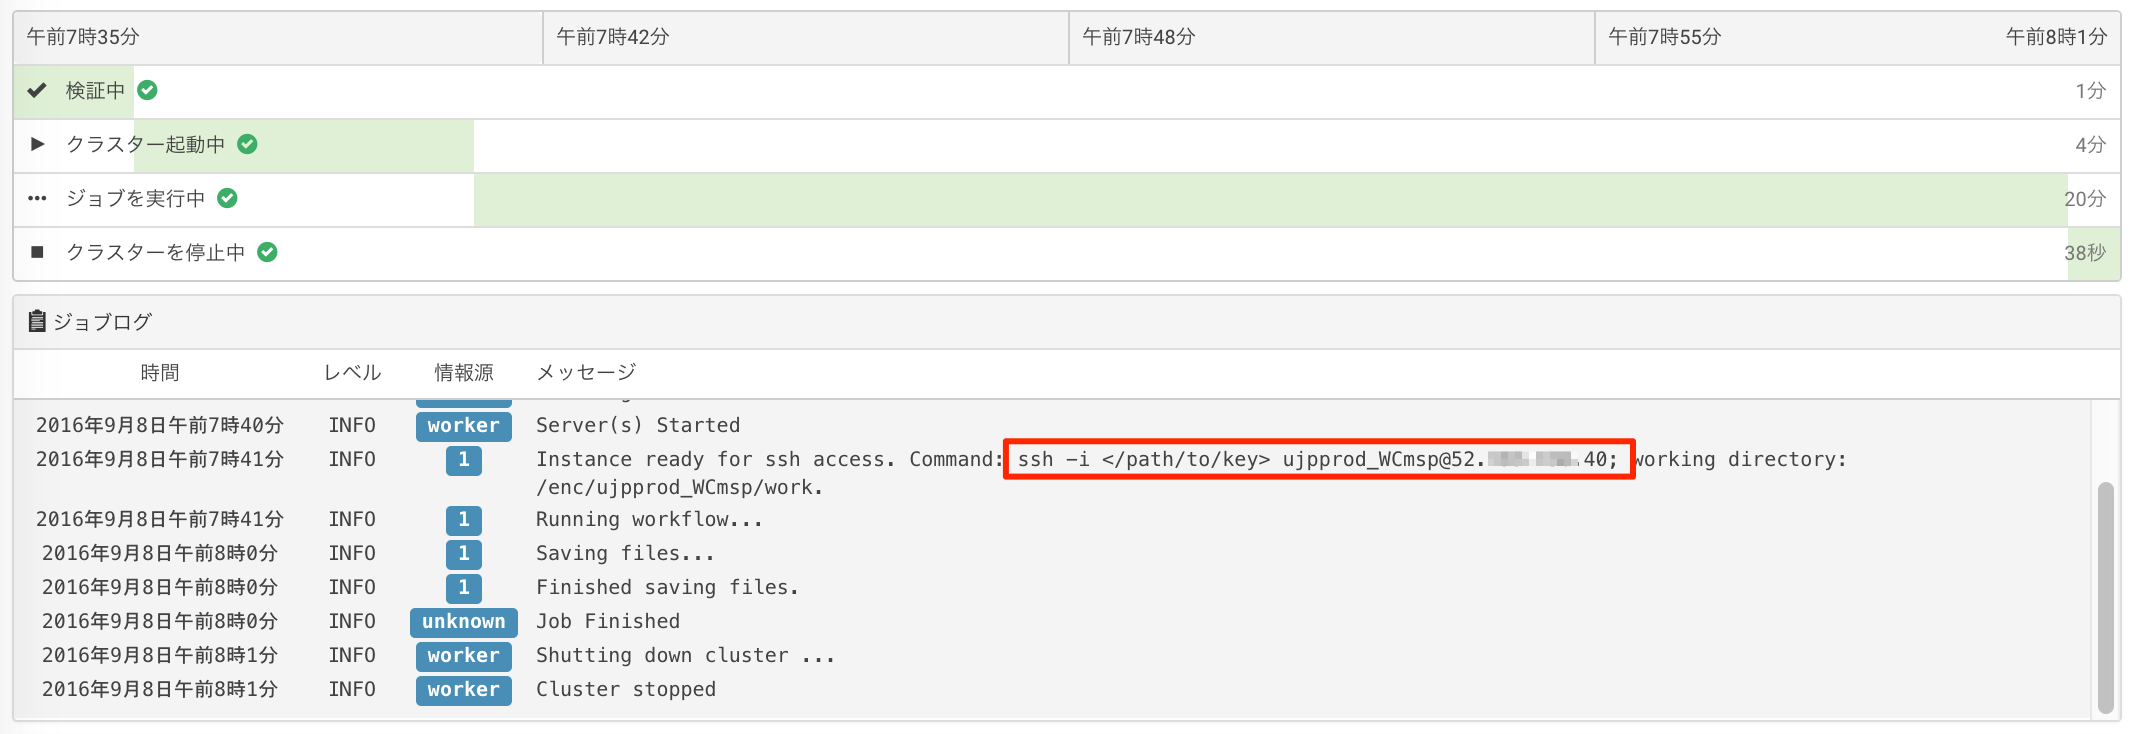 午前7時35分 午前7時42分 午前7時48分 午前7時55分 午前8時1分
検証中 1分
クラスター起動中 4分
ジョブを実行中 20分
クラスターを停止中 38秒
ジョブログ
時間 レベル 情報源 メッセージ
2016年9月8日午前7時40分 INFO worker Server(s) Started
2016年9月8日午前7時41分 INFO 1 Instance ready for ssh access. Command: ssh -i </path/to/key> ujpprod_WCmsp@52. .40; working directory:
/enc/ujpprod_WCmsp/work.
2016年9月8日午前7時41分 INFO 1 Running workflow...
2016年9月8日午前8時0分 INFO 1 Saving files...
2016年9月8日午前8時0分 INFO 1 Finished saving files.
2016年9月8日午前8時0分 INFO unknown Job Finished
2016年9月8日午前8時1分 INFO worker Shutting down cluster ...
2016年9月8日午前8時1分 INFO worker Cluster stopped